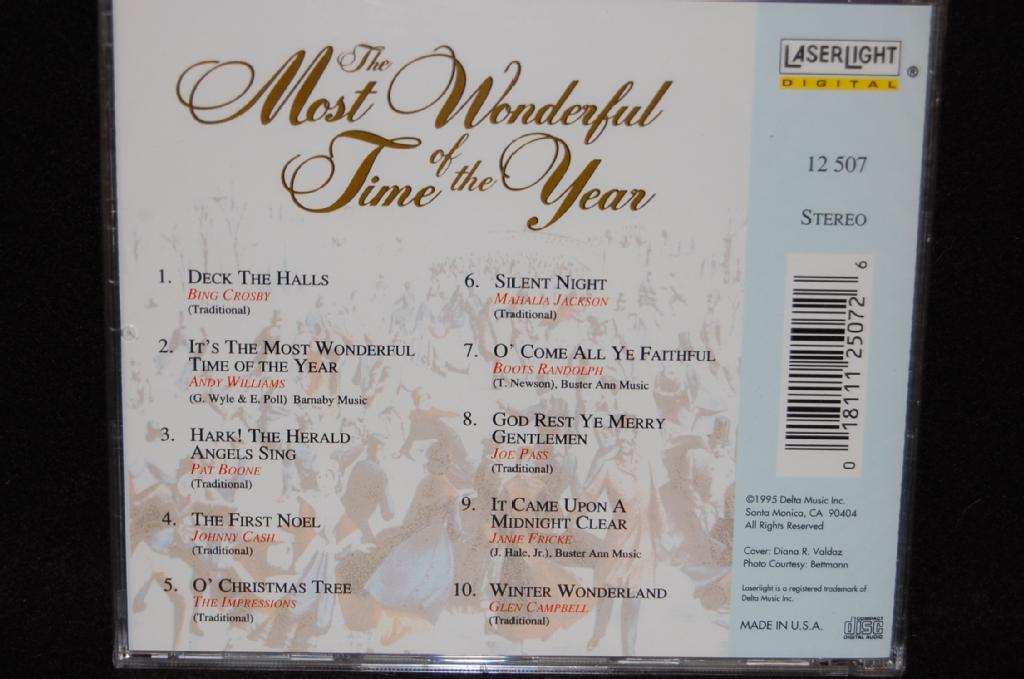 The
Most Wonderful
Time of the Year
1. DECK THE HALLS
BING CROSBY
(Traditional)
2. IT'S THE MOST WONDERFUL
TIME OF THE YEAR
ANDY WILLIAMS
(G. Wyle & E. Poll) Barnaby Music
3. HARK! THE HERALD
ANGELS SING
PAT BOONE
(Traditional)
4. THE FIRST NOEL
JOHNNY CASH
(Traditional)
5. O' CHRISTMAS TREE
THE IMPRESSIONS
(Traditional)
6. SILENT NIGHT
MAHALIA JACKSON
(Traditional)
7. O' COME ALL YE FAITHFUL
BOOTS RANDOLPH
(T. Newson), Buster Ann Music
8. GOD REST YE MERRY
GENTLEMEN
JOE PASS
(Traditional)
9. IT CAME UPON A
MIDNIGHT CLEAR
JANIE FRICKE
(J. Hale, Jr.), Buster Ann Music
10. WINTER WONDERLAND
GLEN CAMPBELL
(Traditional)
LASERLIGHT ®
DIGITAL
12 507
STEREO
0 18111 25072 6
©1995 Delta Music Inc.
Santa Monica, CA 90404
All Rights Reserved
Cover: Diana R. Valdaz
Photo Courtesy: Bettmann
Laserlight is a registered trademark of
Delta Music Inc.
MADE IN U.S.A.
COMPACT
disc
DIGITAL AUDIO